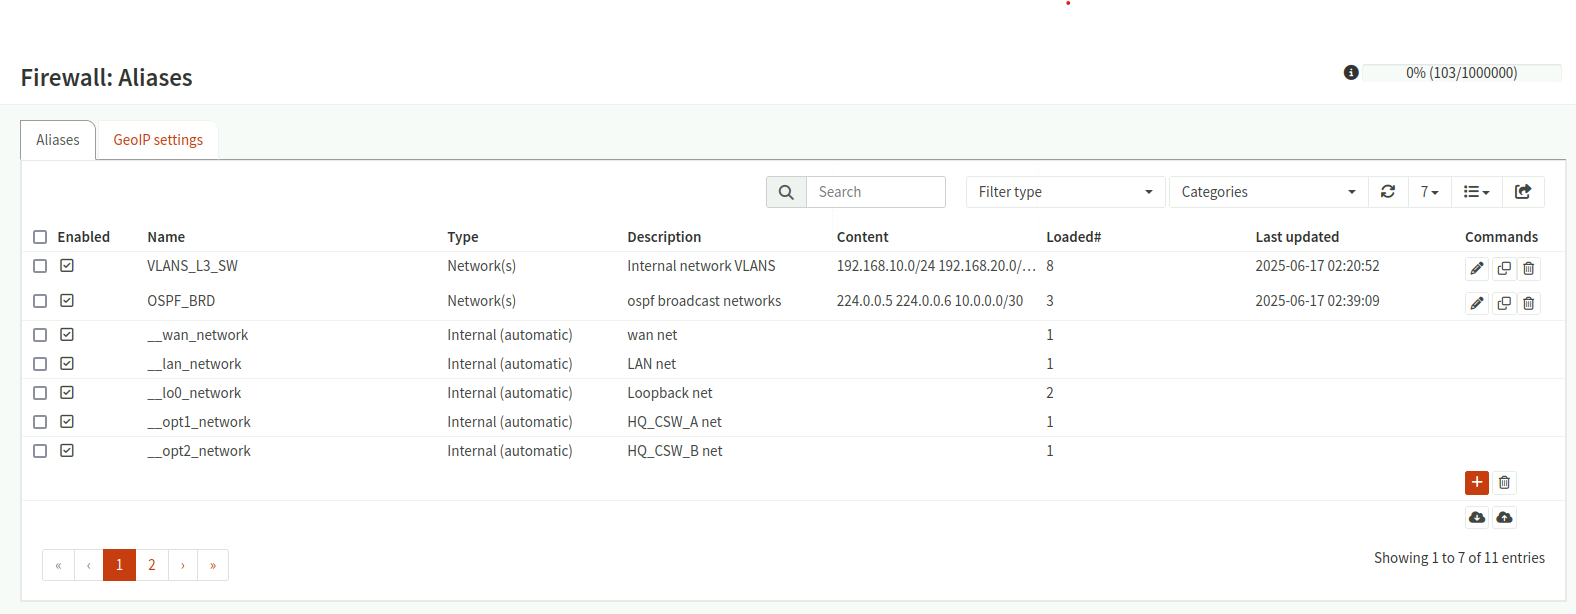 Firewall: Aliases
0% (103/1000000)
Aliases GeoIP settings
Search Filter type Categories 7
Enabled Name Type Description Content Loaded# Last updated Commands
VLANS_L3_SW Network(s) Internal network VLANS 192.168.10.0/24 192.168.20.0/... 8 2025-06-17 02:20:52
OSPF_BRD Network(s) ospf broadcast networks 224.0.0.5 224.0.0.6 10.0.0.0/30 3 2025-06-17 02:39:09
__wan_network Internal (automatic) wan net 1
__lan_network Internal (automatic) LAN net 1
__lo0_network Internal (automatic) Loopback net 2
__opt1_network Internal (automatic) HQ_CSW_A net 1
__opt2_network Internal (automatic) HQ_CSW_B net 1
« ‹ 1 2 › »
Showing 1 to 7 of 11 entries